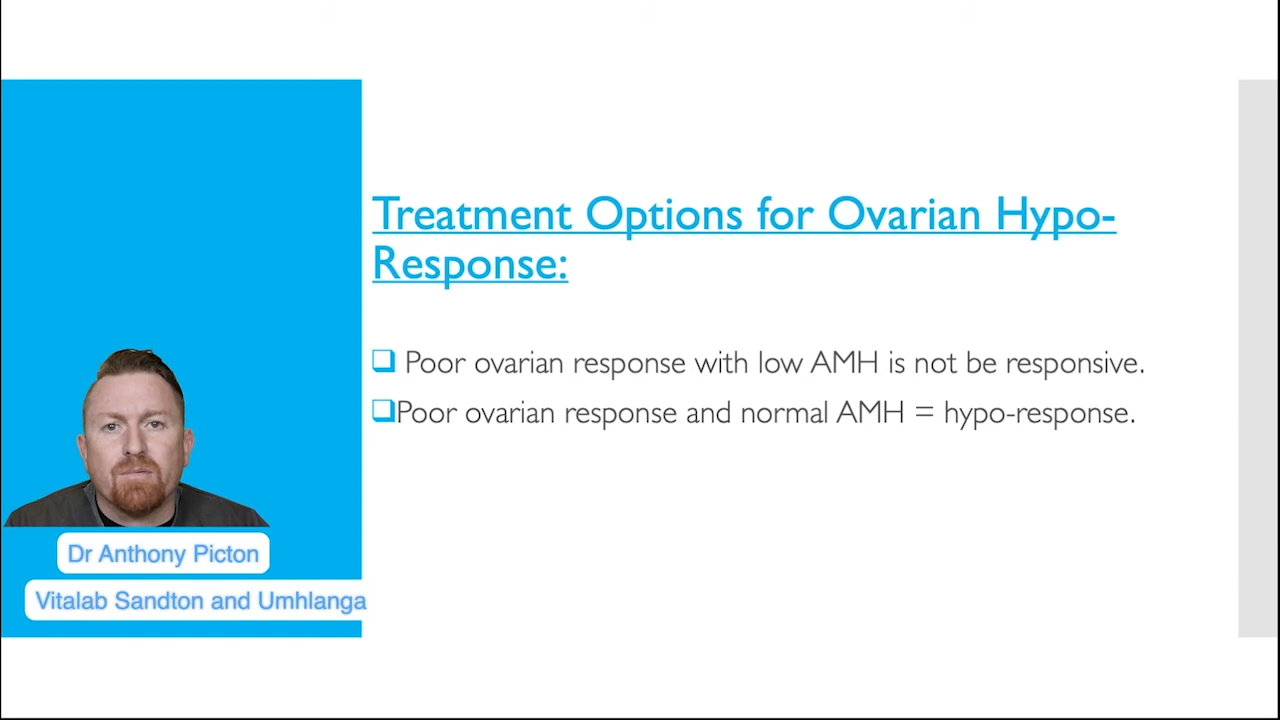 Treatment Options for Ovarian Hypo-
Response:
Poor ovarian response with low AMH is not be responsive.
Poor ovarian response and normal AMH = hypo-response.
Dr Anthony Picton
Vitalab Sandton and Umhlanga